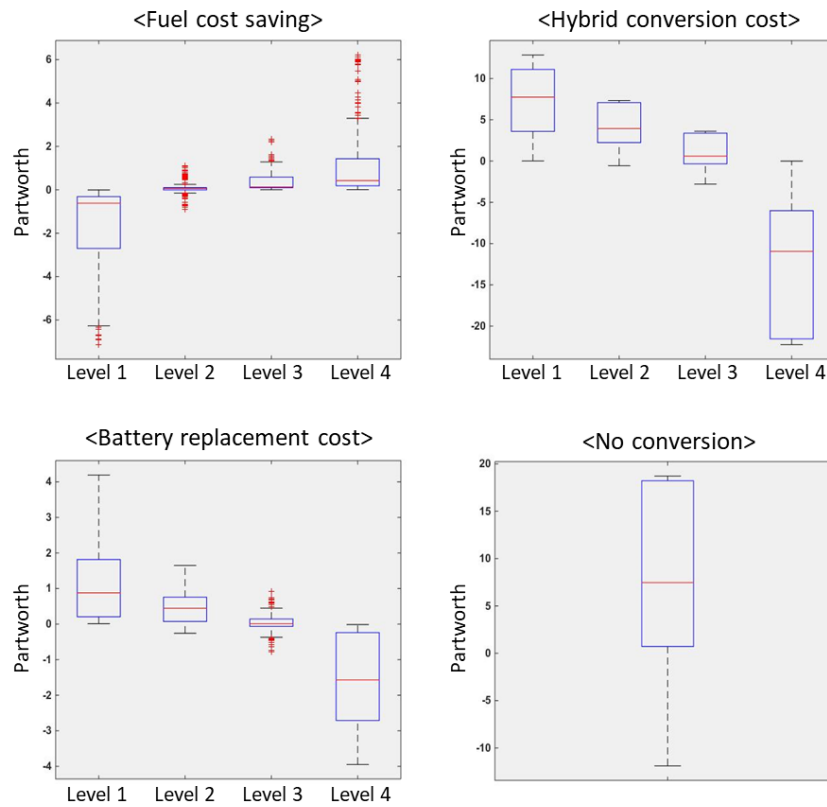 <Fuel cost saving>
Partworth
6
4
2
0
-2
-4
-6
Level 1 Level 2 Level 3 Level 4
<Hybrid conversion cost>
Partworth
10
5
0
-5
-10
-15
-20
Level 1 Level 2 Level 3 Level 4
<Battery replacement cost>
Partworth
4
3
2
1
0
-1
-2
-3
-4
Level 1 Level 2 Level 3 Level 4
<No conversion>
Partworth
20
15
10
5
0
-5
-10